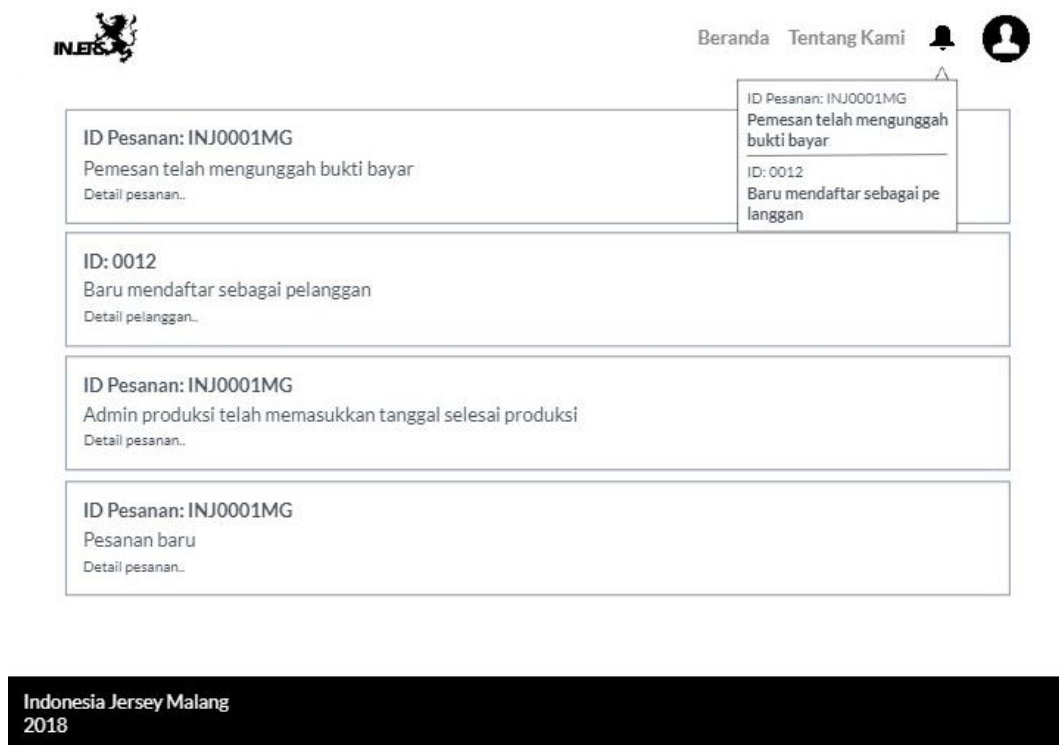 IN.ERS
Beranda Tentang Kami
ID Pesanan: INJ0001MG
Pemesan telah mengunggah
bukti bayar
ID: 0012
Baru mendaftar sebagai pe
langgan
ID Pesanan: INJ0001MG
Pemesan telah mengunggah bukti bayar
Detail pesanan..
ID: 0012
Baru mendaftar sebagai pelanggan
Detail pelanggan..
ID Pesanan: INJ0001MG
Admin produksi telah memasukkan tanggal selesai produksi
Detail pesanan..
ID Pesanan: INJ0001MG
Pesanan baru
Detail pesanan..
Indonesia Jersey Malang
2018